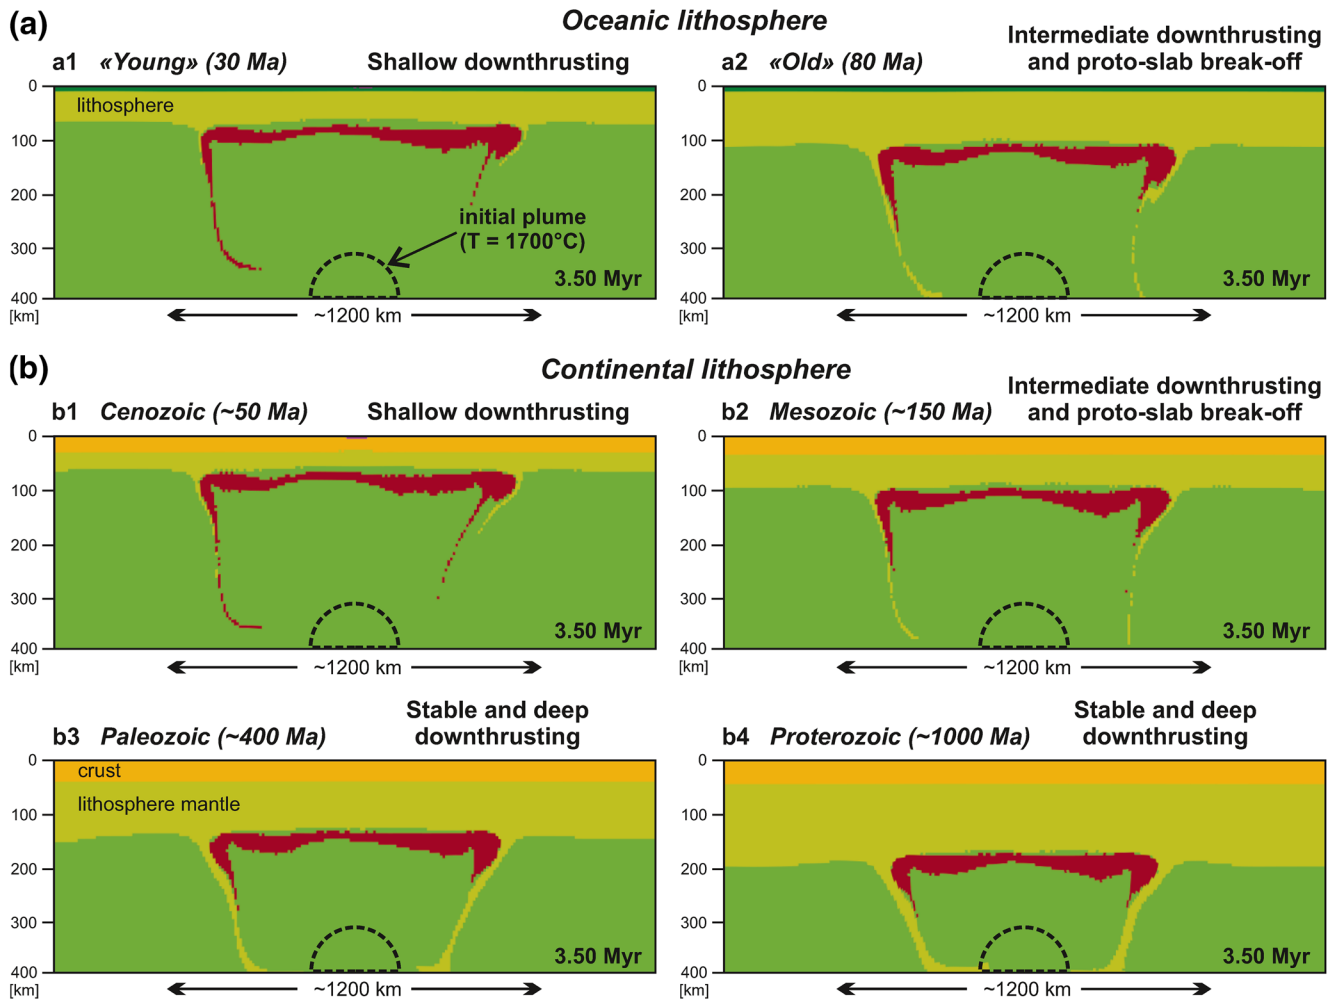 (a)
Oceanic lithosphere
a1 «Young» (30 Ma) Shallow downthrusting
a2 «Old» (80 Ma) Intermediate downthrusting
and proto-slab break-off
0
100
200
300
400
[km]
lithosphere
initial plume
(T = 1700°C)
3.50 Myr
~1200 km
0
100
200
300
400
[km]
3.50 Myr
~1200 km
(b)
Continental lithosphere
b1 Cenozoic (~50 Ma) Shallow downthrusting
b2 Mesozoic (~150 Ma) Intermediate downthrusting
and proto-slab break-off
0
100
200
300
400
[km]
3.50 Myr
~1200 km
0
100
200
300
400
[km]
3.50 Myr
~1200 km
b3 Paleozoic (~400 Ma) Stable and deep
downthrusting
b4 Proterozoic (~1000 Ma) Stable and deep
downthrusting
0
100
200
300
400
[km]
crust
lithosphere mantle
3.50 Myr
~1200 km
0
100
200
300
400
[km]
3.50 Myr
~1200 km